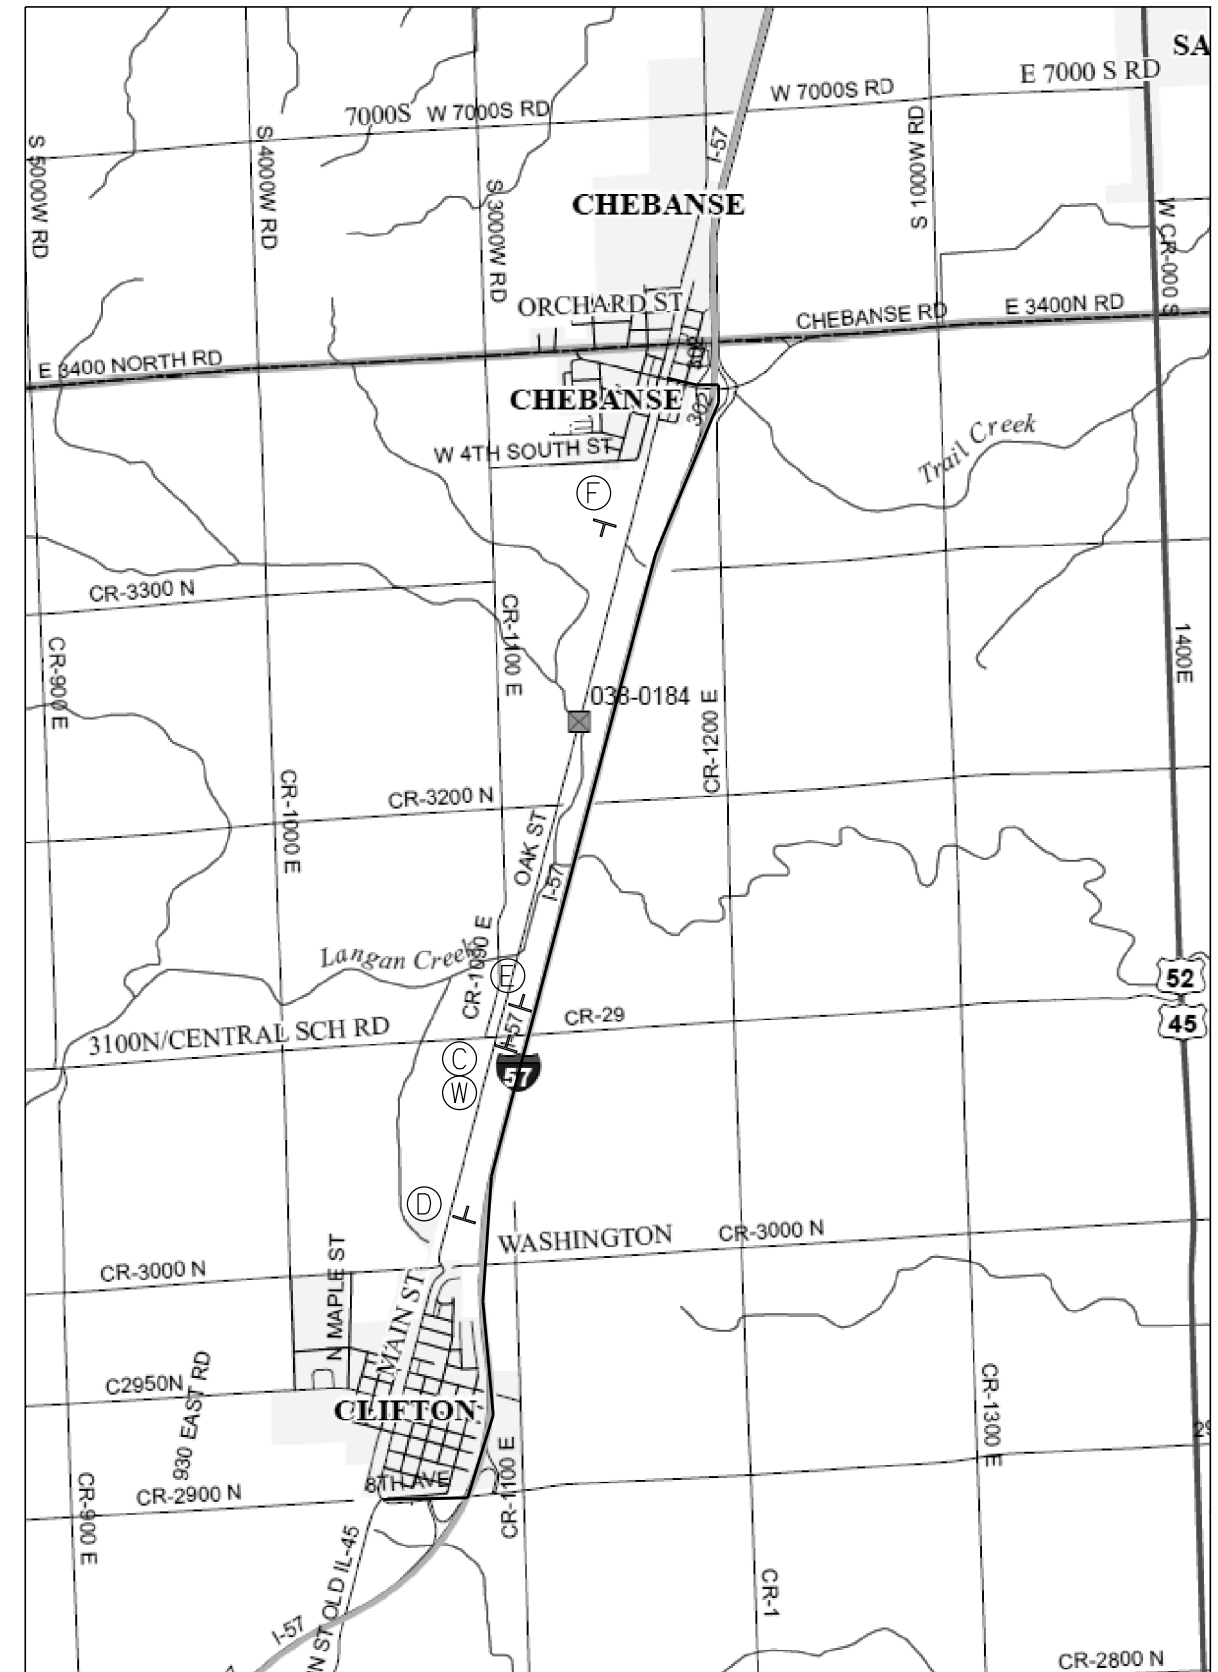 SA
E 7000 S RD
W 7000S RD
7000S
W 7000S RD
S 5000W RD
S 4000W RD
S 3000W RD
I-57
S 1000W RD
W CR-000 S
CHEBANSE
ORCHARD ST
CHEBANSE RD
E 3400N RD
E 3400 NORTH RD
CHEBANSE
302
W 4TH SOUTH ST
Trail Creek
F
CR-3300 N
CR-1100 E
CR-900 E
1400E
038-0184
CR-1200 E
CR-3200 N
CR-1000 E
OAK ST
I-57
Langan Creek
CR-1090 E
E
52
45
I-57
CR-29
3100N/CENTRAL SCH RD
C
W
57
D
WASHINGTON
CR-3000 N
CR-3000 N
N MAPLE ST
MAIN ST
C2950N
930 EAST RD
CLIFTON
CR-1300 E
29
8TH AVE
CR-2900 N
CR-1100 E
CR-900 E
N ST OLD IL-45
I-57
CR-1
CR-2800 N